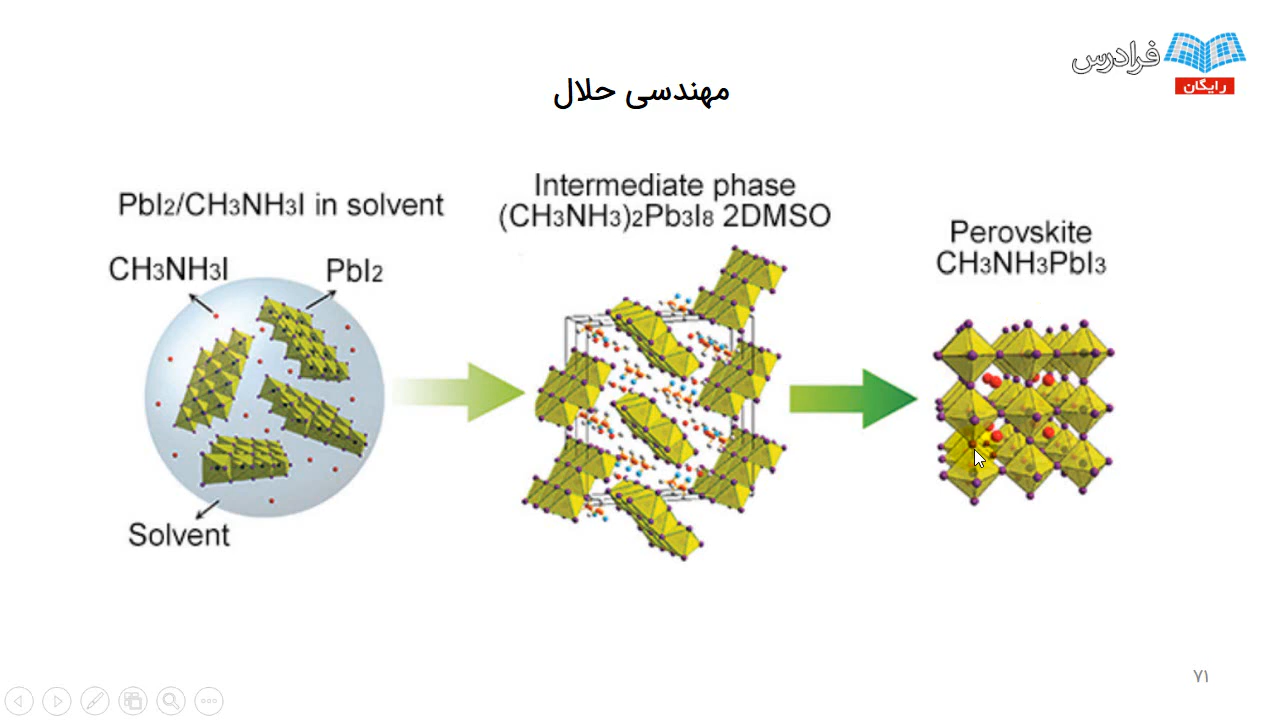 فرادرس
رایگان
مهندسی حلال
PbI2/CH3NH3I in solvent
CH3NH3I
PbI2
Solvent
Intermediate phase
(CH3NH3)2Pb3I8 2DMSO
Perovskite
CH3NH3PbI3
۷۱